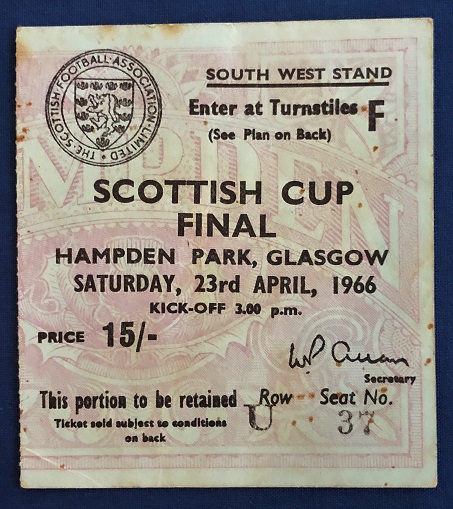 THE·SCOTTISH·FOOTBALL·ASSOCIATION·LIMITED·
SOUTH WEST STAND
Enter at Turnstiles F
(See Plan on Back)
HAMPDEN
SCOTTISH CUP
FINAL
HAMPDEN PARK, GLASGOW
SATURDAY, 23rd APRIL, 1966
KICK-OFF 3.00 p.m.
PRICE 15/-
Secretary
This portion to be retained Row Seat No.
Ticket sold subject to conditions
on back
U 37